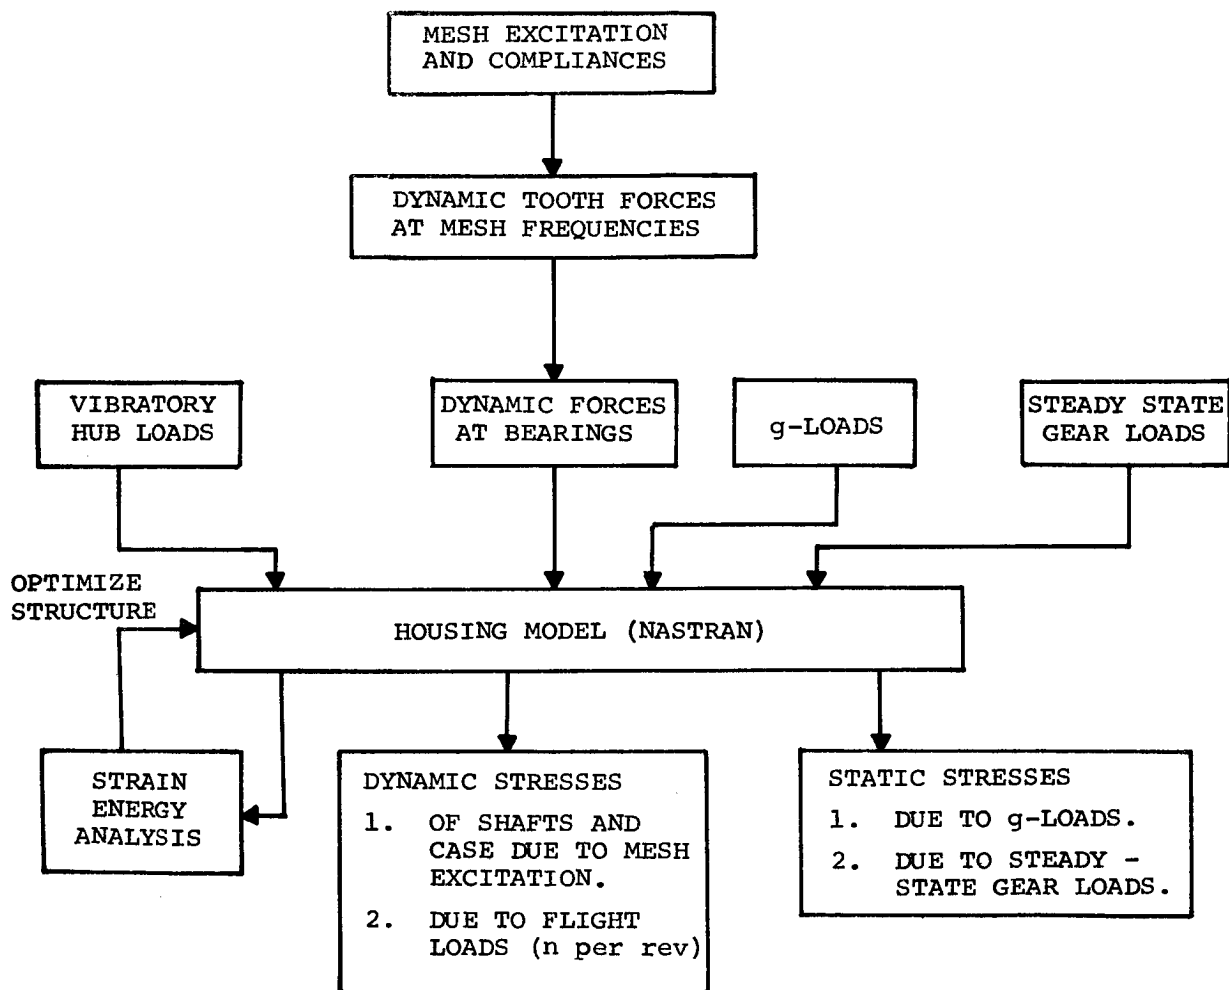 MESH EXCITATION
AND COMPLIANCES
DYNAMIC TOOTH FORCES
AT MESH FREQUENCIES
VIBRATORY
HUB LOADS
DYNAMIC FORCES
AT BEARINGS
g-LOADS
STEADY STATE
GEAR LOADS
OPTIMIZE
STRUCTURE
HOUSING MODEL (NASTRAN)
STRAIN
ENERGY
ANALYSIS
DYNAMIC STRESSES
1. OF SHAFTS AND
CASE DUE TO MESH
EXCITATION.
2. DUE TO FLIGHT
LOADS (n per rev)
STATIC STRESSES
1. DUE TO g-LOADS.
2. DUE TO STEADY -
STATE GEAR LOADS.